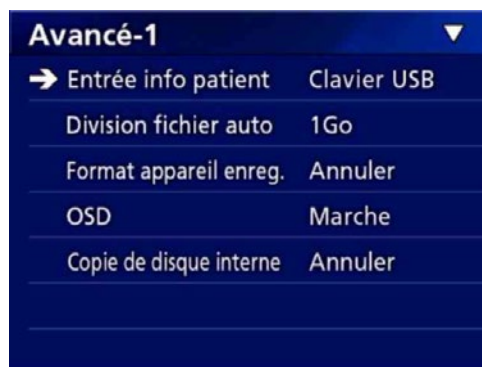 Avancé-1
Entrée info patient Clavier USB
Division fichier auto 1Go
Format appareil enreg. Annuler
OSD Marche
Copie de disque interne Annuler